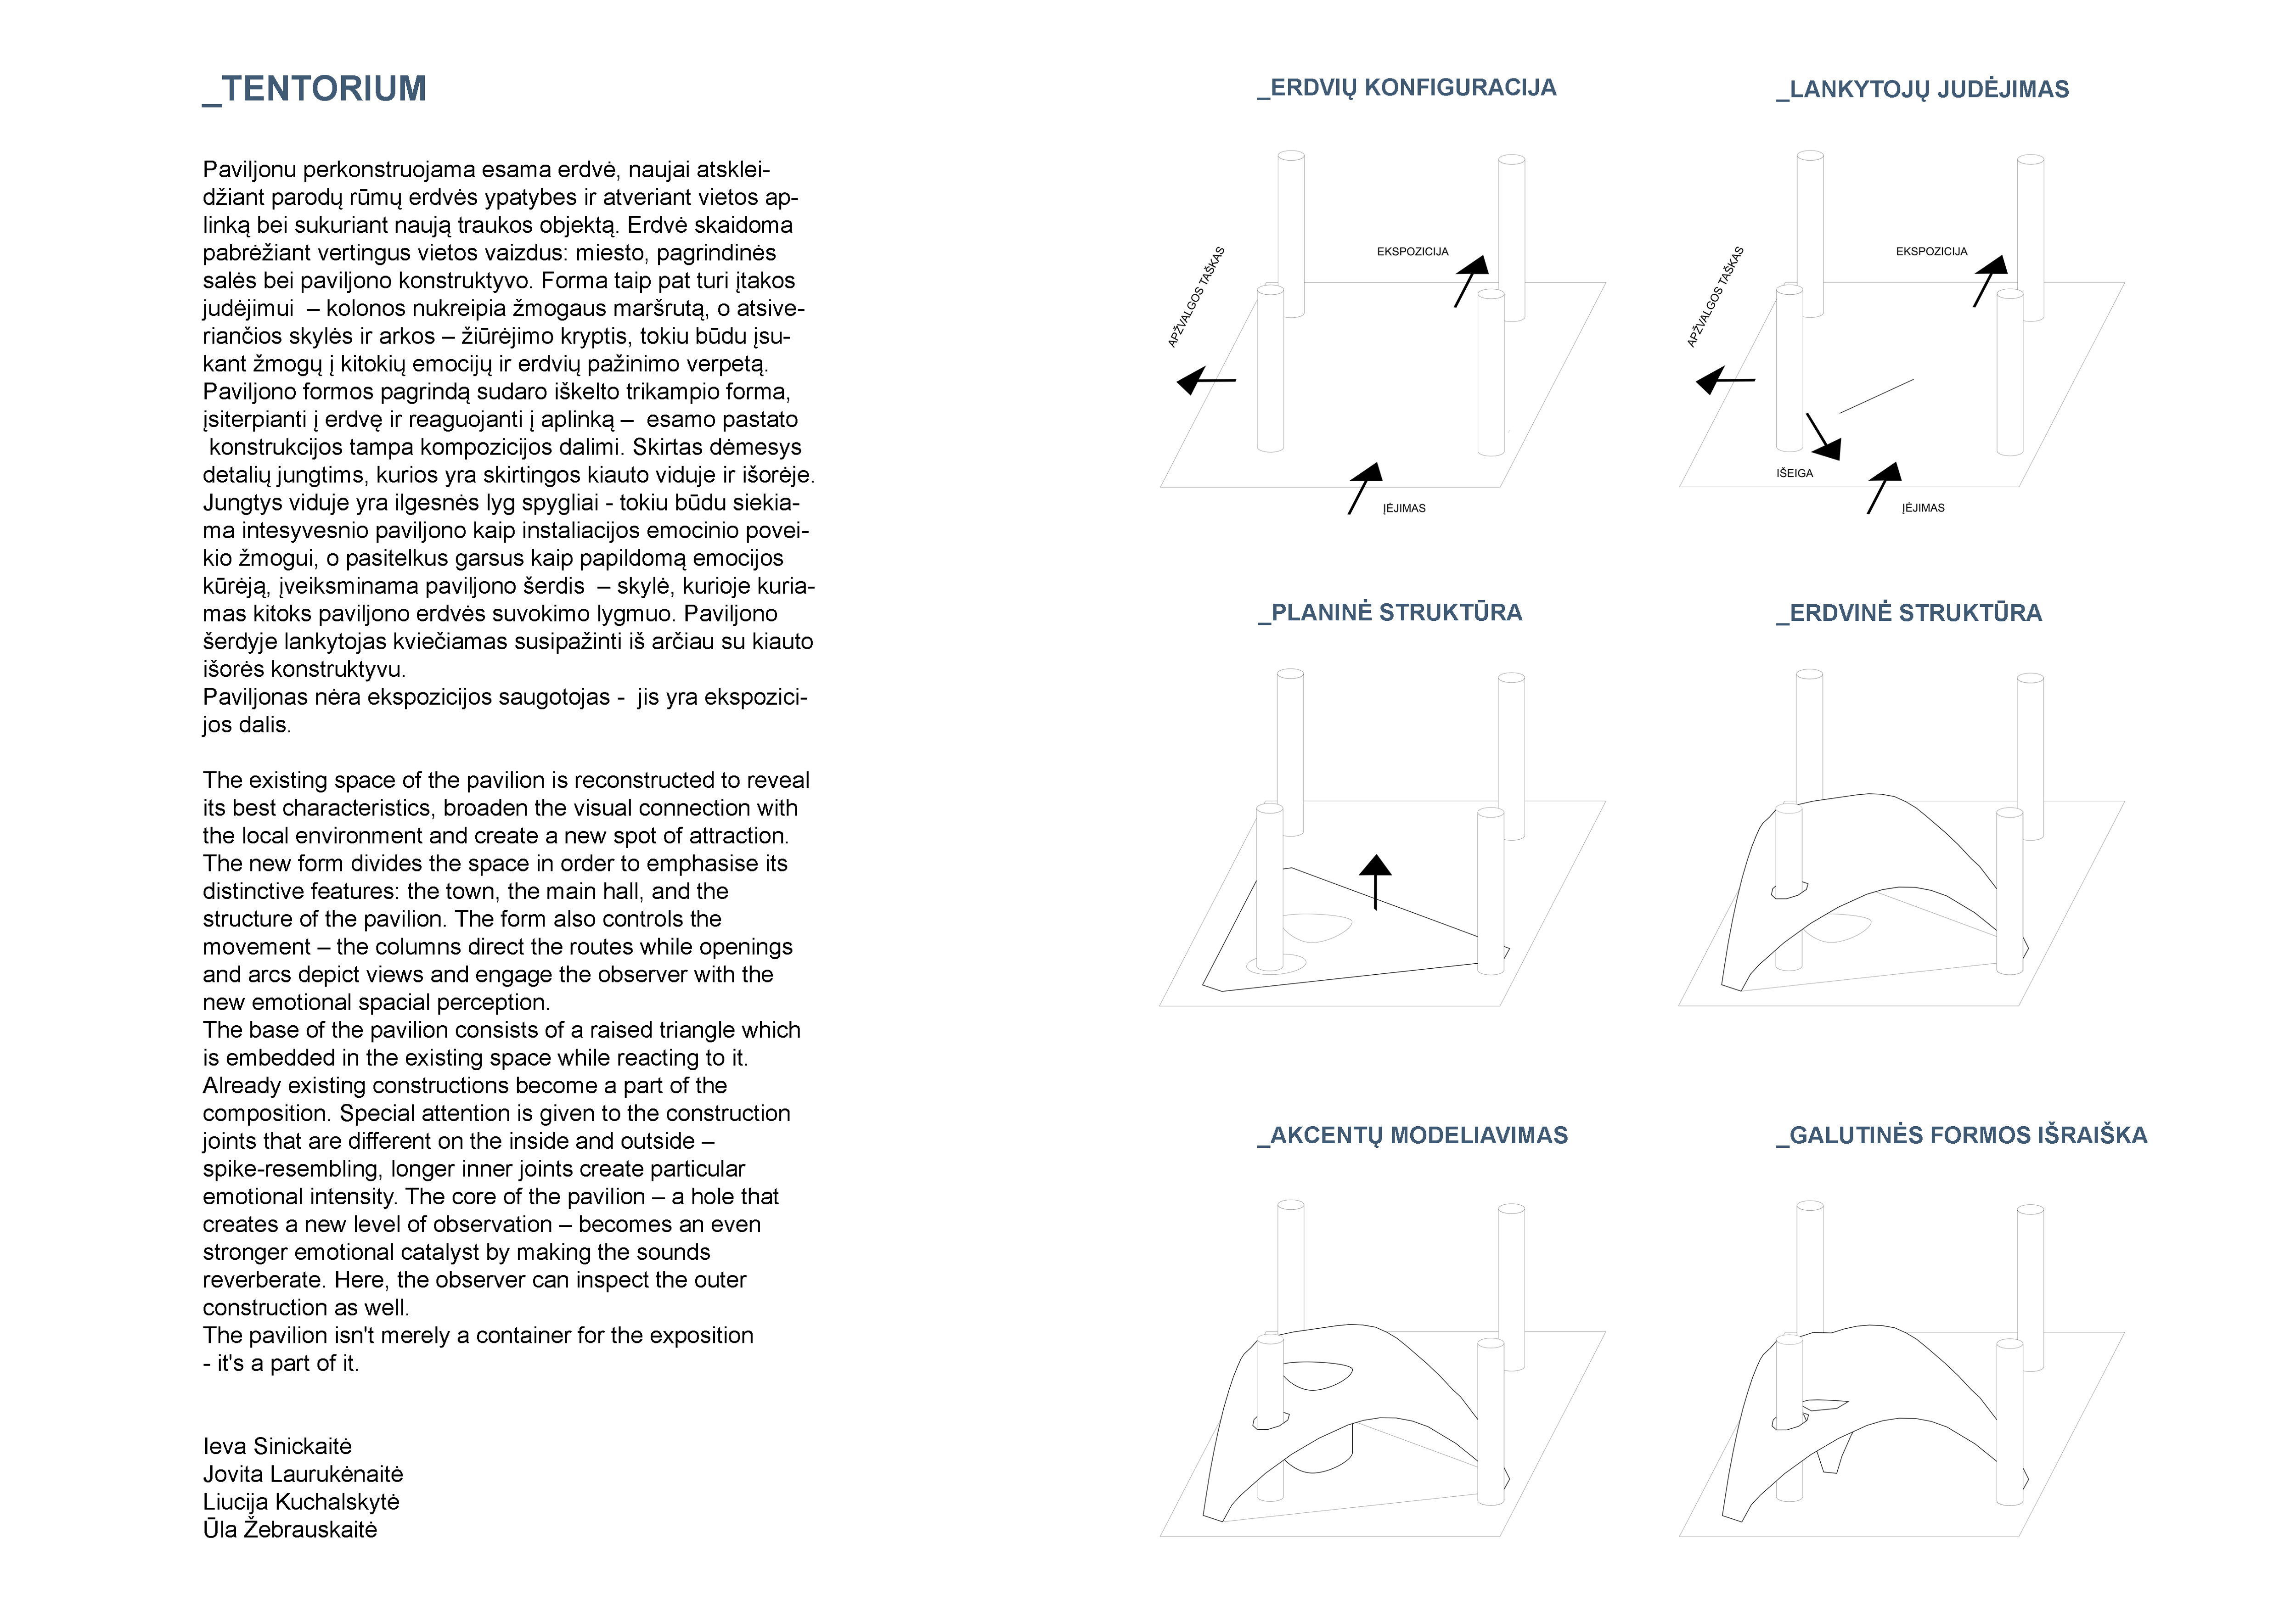 _TENTORIUM
Paviljonu perkonstruojama esama erdvė, naujai atsklei-
džiant parodų rūmų erdvės ypatybes ir atveriant vietos ap-
linką bei sukuriant naują traukos objektą. Erdvė skaidoma
pabrėžiant vertingus vietos vaizdus: miesto, pagrindinės
salės bei paviljono konstruktyvo. Forma taip pat turi įtakos
judėjimui  – kolonos nukreipia žmogaus maršrutą, o atsive-
riančios skylės ir arkos – žiūrėjimo kryptis, tokiu būdu įsu-
kant žmogų į kitokių emocijų ir erdvių pažinimo verpetą.
Paviljono formos pagrindą sudaro iškelto trikampio forma,
įsiterpianti į erdvę ir reaguojanti į aplinką –  esamo pastato
konstrukcijos tampa kompozicijos dalimi. Skirtas dėmesys
detalių jungtims, kurios yra skirtingos kiauto viduje ir išorėje.
Jungtys viduje yra ilgesnės lyg spygliai - tokiu būdu siekia-
ma intesyvesnio paviljono kaip instaliacijos emocinio povei-
kio žmogui, o pasitelkus garsus kaip papildomą emocijos
kūrėją, įveiksminama paviljono šerdis  – skylė, kurioje kuria-
mas kitoks paviljono erdvės suvokimo lygmuo. Paviljono
šerdyje lankytojas kviečiamas susipažinti iš arčiau su kiauto
išorės konstruktyvu.
Paviljonas nėra ekspozicijos saugotojas -  jis yra ekspozici-
jos dalis.
The existing space of the pavilion is reconstructed to reveal
its best characteristics, broaden the visual connection with
the local environment and create a new spot of attraction.
The new form divides the space in order to emphasise its
distinctive features: the town, the main hall, and the
structure of the pavilion. The form also controls the
movement – the columns direct the routes while openings
and arcs depict views and engage the observer with the
new emotional spacial perception.
The base of the pavilion consists of a raised triangle which
is embedded in the existing space while reacting to it.
Already existing constructions become a part of the
composition. Special attention is given to the construction
joints that are different on the inside and outside –
spike-resembling, longer inner joints create particular
emotional intensity. The core of the pavilion – a hole that
creates a new level of observation – becomes an even
stronger emotional catalyst by making the sounds
reverberate. Here, the observer can inspect the outer
construction as well.
The pavilion isn't merely a container for the exposition
- it's a part of it.
Ieva Sinickaitė
Jovita Laurukėnaitė
Liucija Kuchalskytė
Ūla Žebrauskaitė
_ERDVIŲ KONFIGURACIJA
APŽVALGOS TAŠKAS
EKSPOZICIJA
ĮĖJIMAS
_LANKYTOJŲ JUDĖJIMAS
APŽVALGOS TAŠKAS
EKSPOZICIJA
IŠEIGA
ĮĖJIMAS
_PLANINĖ STRUKTŪRA
_ERDVINĖ STRUKTŪRA
_AKCENTŲ MODELIAVIMAS
_GALUTINĖS FORMOS IŠRAIŠKA